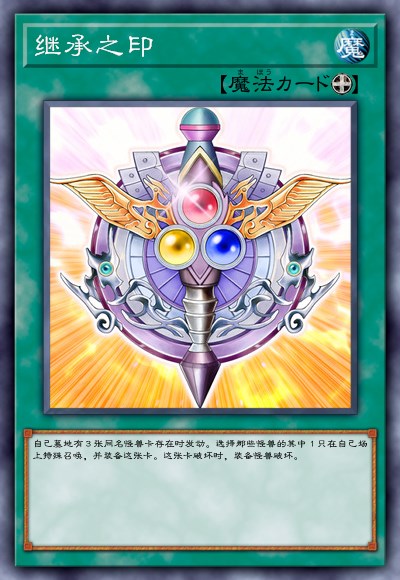 继承之印
魔
【魔法カード】
まほう
自己墓地有3张同名怪兽卡存在时发动。选择那些怪兽的其中1只在自己场
上特殊召唤，并装备这张卡。这张卡破坏时，装备怪兽破坏。